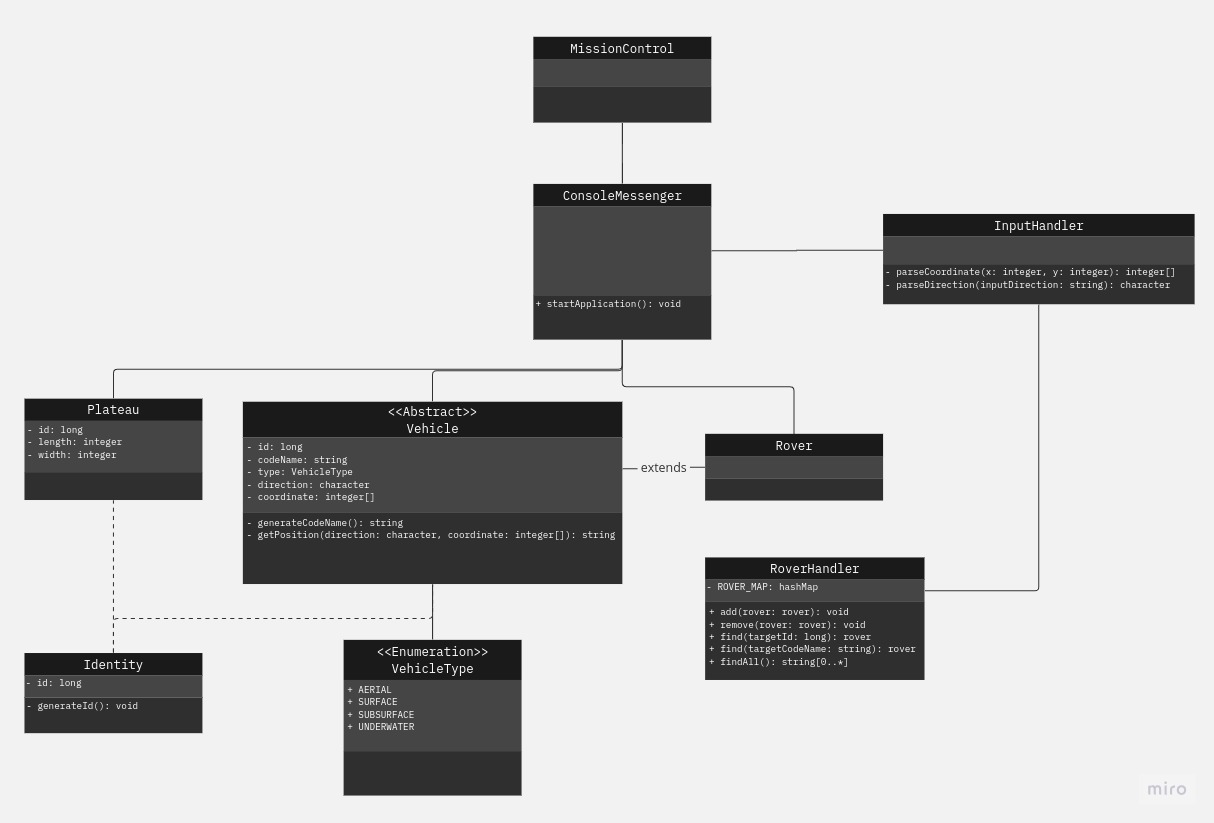 MissionControl
ConsoleMessenger
+ startApplication(): void
InputHandler
- parseCoordinate(x: integer, y: integer): integer[]
- parseDirection(inputDirection: string): character
Plateau
- id: long
- length: integer
- width: integer
<<Abstract>>
Vehicle
- id: long
- codeName: string
- type: VehicleType
- direction: character
- coordinate: integer[]
- generateCodeName(): string
- getPosition(direction: character, coordinate: integer[]): string
extends
Rover
RoverHandler
- ROVER_MAP: hashMap
+ add(rover: rover): void
+ remove(rover: rover): void
+ find(targetId: long): rover
+ find(targetCodeName: string): rover
+ findAll(): string[0..*]
Identity
- id: long
- generateId(): void
<<Enumeration>>
VehicleType
+ AERIAL
+ SURFACE
+ SUBSURFACE
+ UNDERWATER
miro